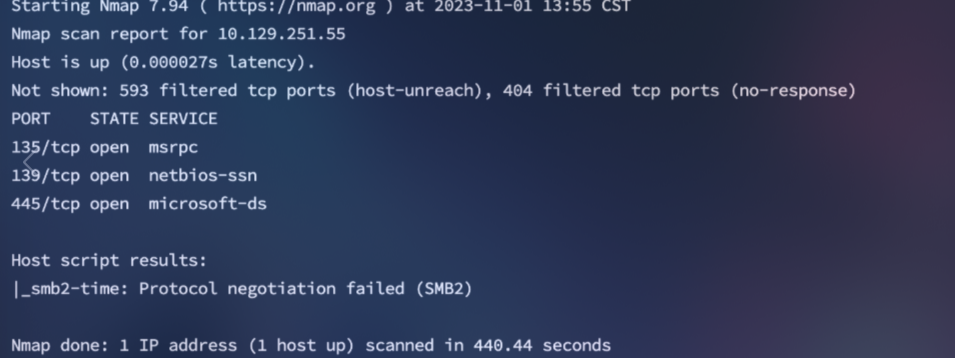 Starting Nmap 7.94 ( https://nmap.org ) at 2023-11-01 13:55 CST
Nmap scan report for 10.129.251.55
Host is up (0.000027s latency).
Not shown: 593 filtered tcp ports (host-unreach), 404 filtered tcp ports (no-response)
PORT    STATE SERVICE
135/tcp open  msrpc
139/tcp open  netbios-ssn
445/tcp open  microsoft-ds
Host script results:
|_smb2-time: Protocol negotiation failed (SMB2)
Nmap done: 1 IP address (1 host up) scanned in 440.44 seconds